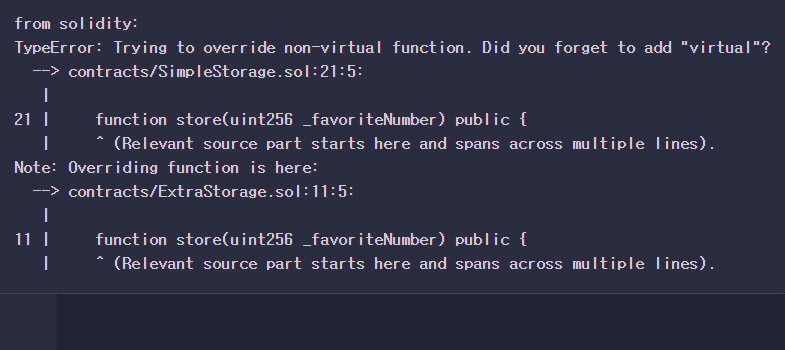 from solidity:
TypeError: Trying to override non-virtual function. Did you forget to add "virtual"?
  --> contracts/SimpleStorage.sol:21:5:
   |
21 |     function store(uint256 _favoriteNumber) public {
   |     ^ (Relevant source part starts here and spans across multiple lines).
Note: Overriding function is here:
  --> contracts/ExtraStorage.sol:11:5:
   |
11 |     function store(uint256 _favoriteNumber) public {
   |     ^ (Relevant source part starts here and spans across multiple lines).